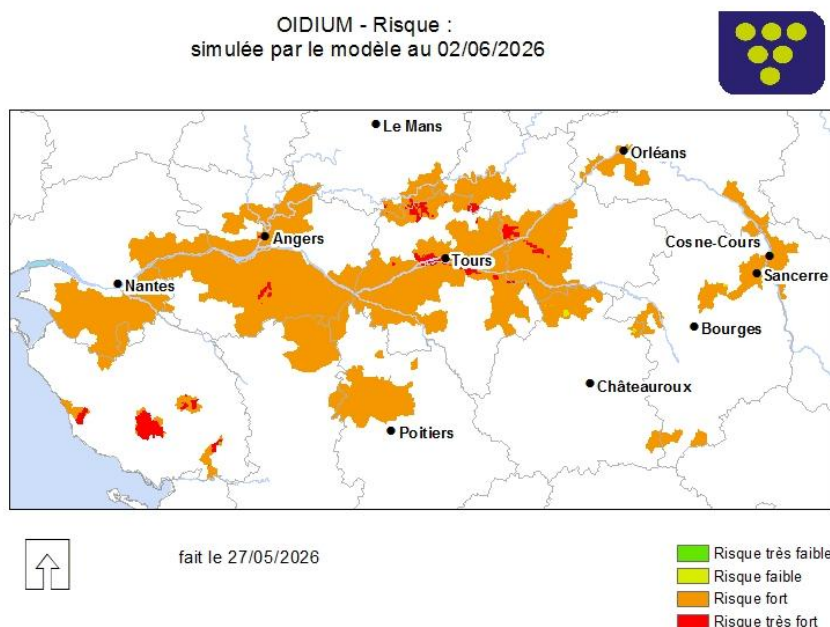 OIDIUM - Risque :
simulée par le modèle au 02/06/2026
Le Mans
Orléans
Angers
Cosne-Cours
Tours
Sancerre
Nantes
Bourges
Châteauroux
Poitiers
fait le 27/05/2026
Risque très faible
Risque faible
Risque fort
Risque très fort